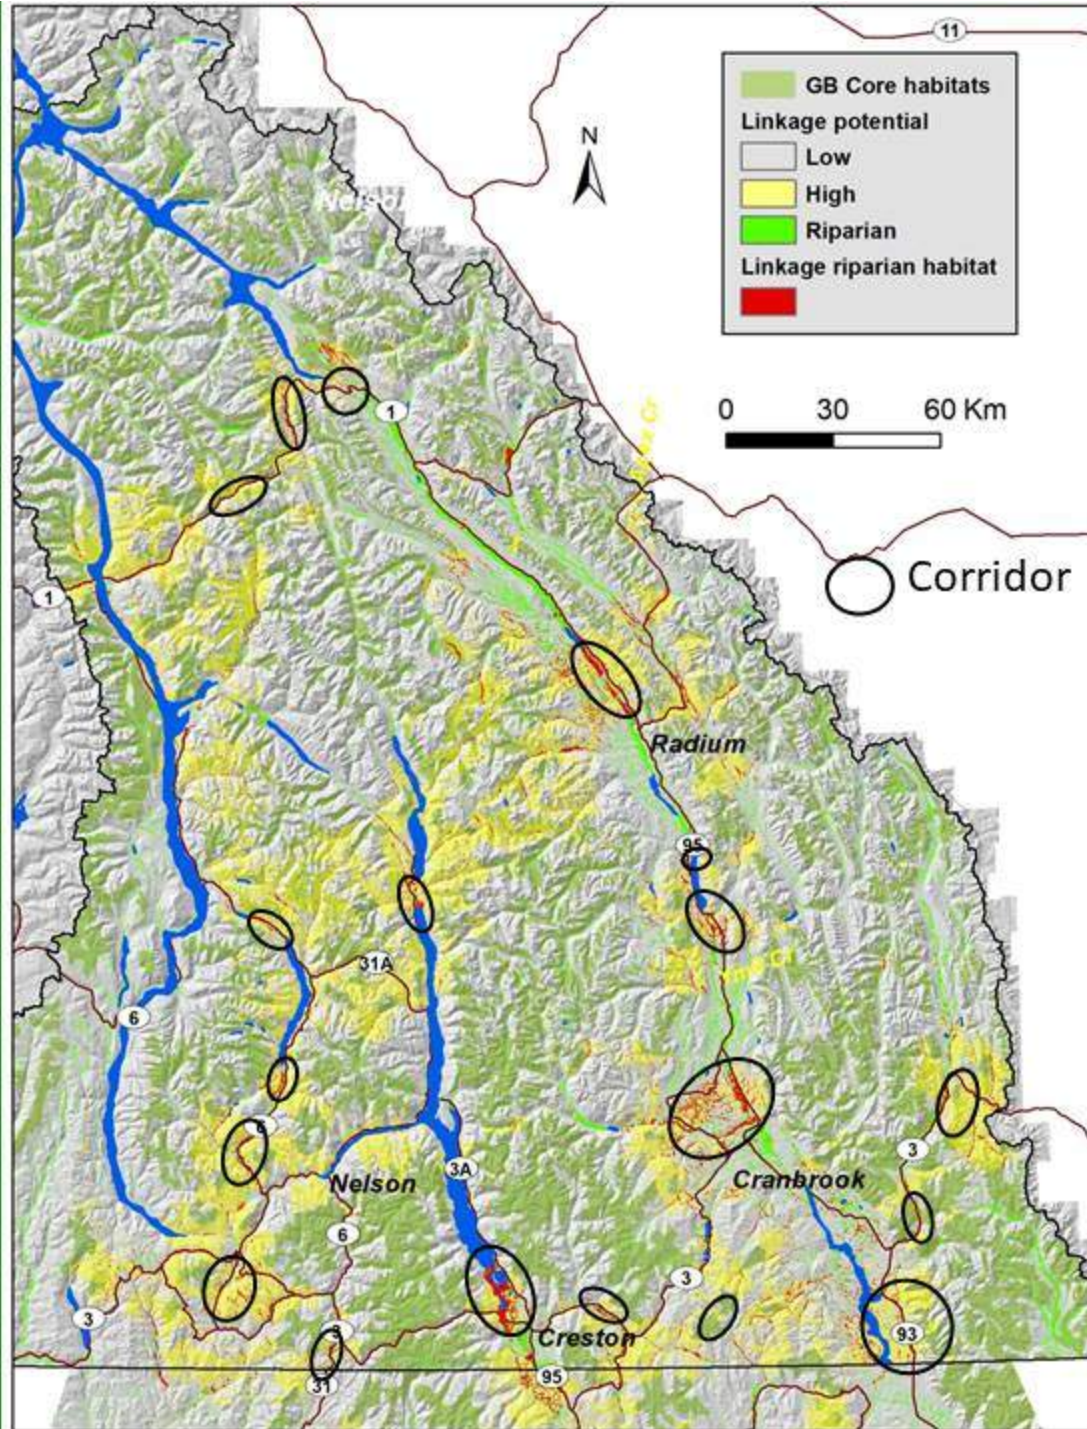 11
GB Core habitats
Linkage potential
Low
High
Riparian
Linkage riparian habitat
N
0 30 60 Km
1
Corridor
1
Radium
95
31A
6
6
3
Nelson
3A
Cranbrook
6
3
3
Creston
93
3
31
95